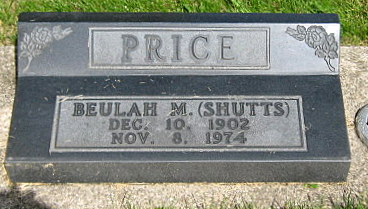 PRICE
BEULAH M. (SHUTTS)
DEC. 10, 1902
NOV. 8, 1974